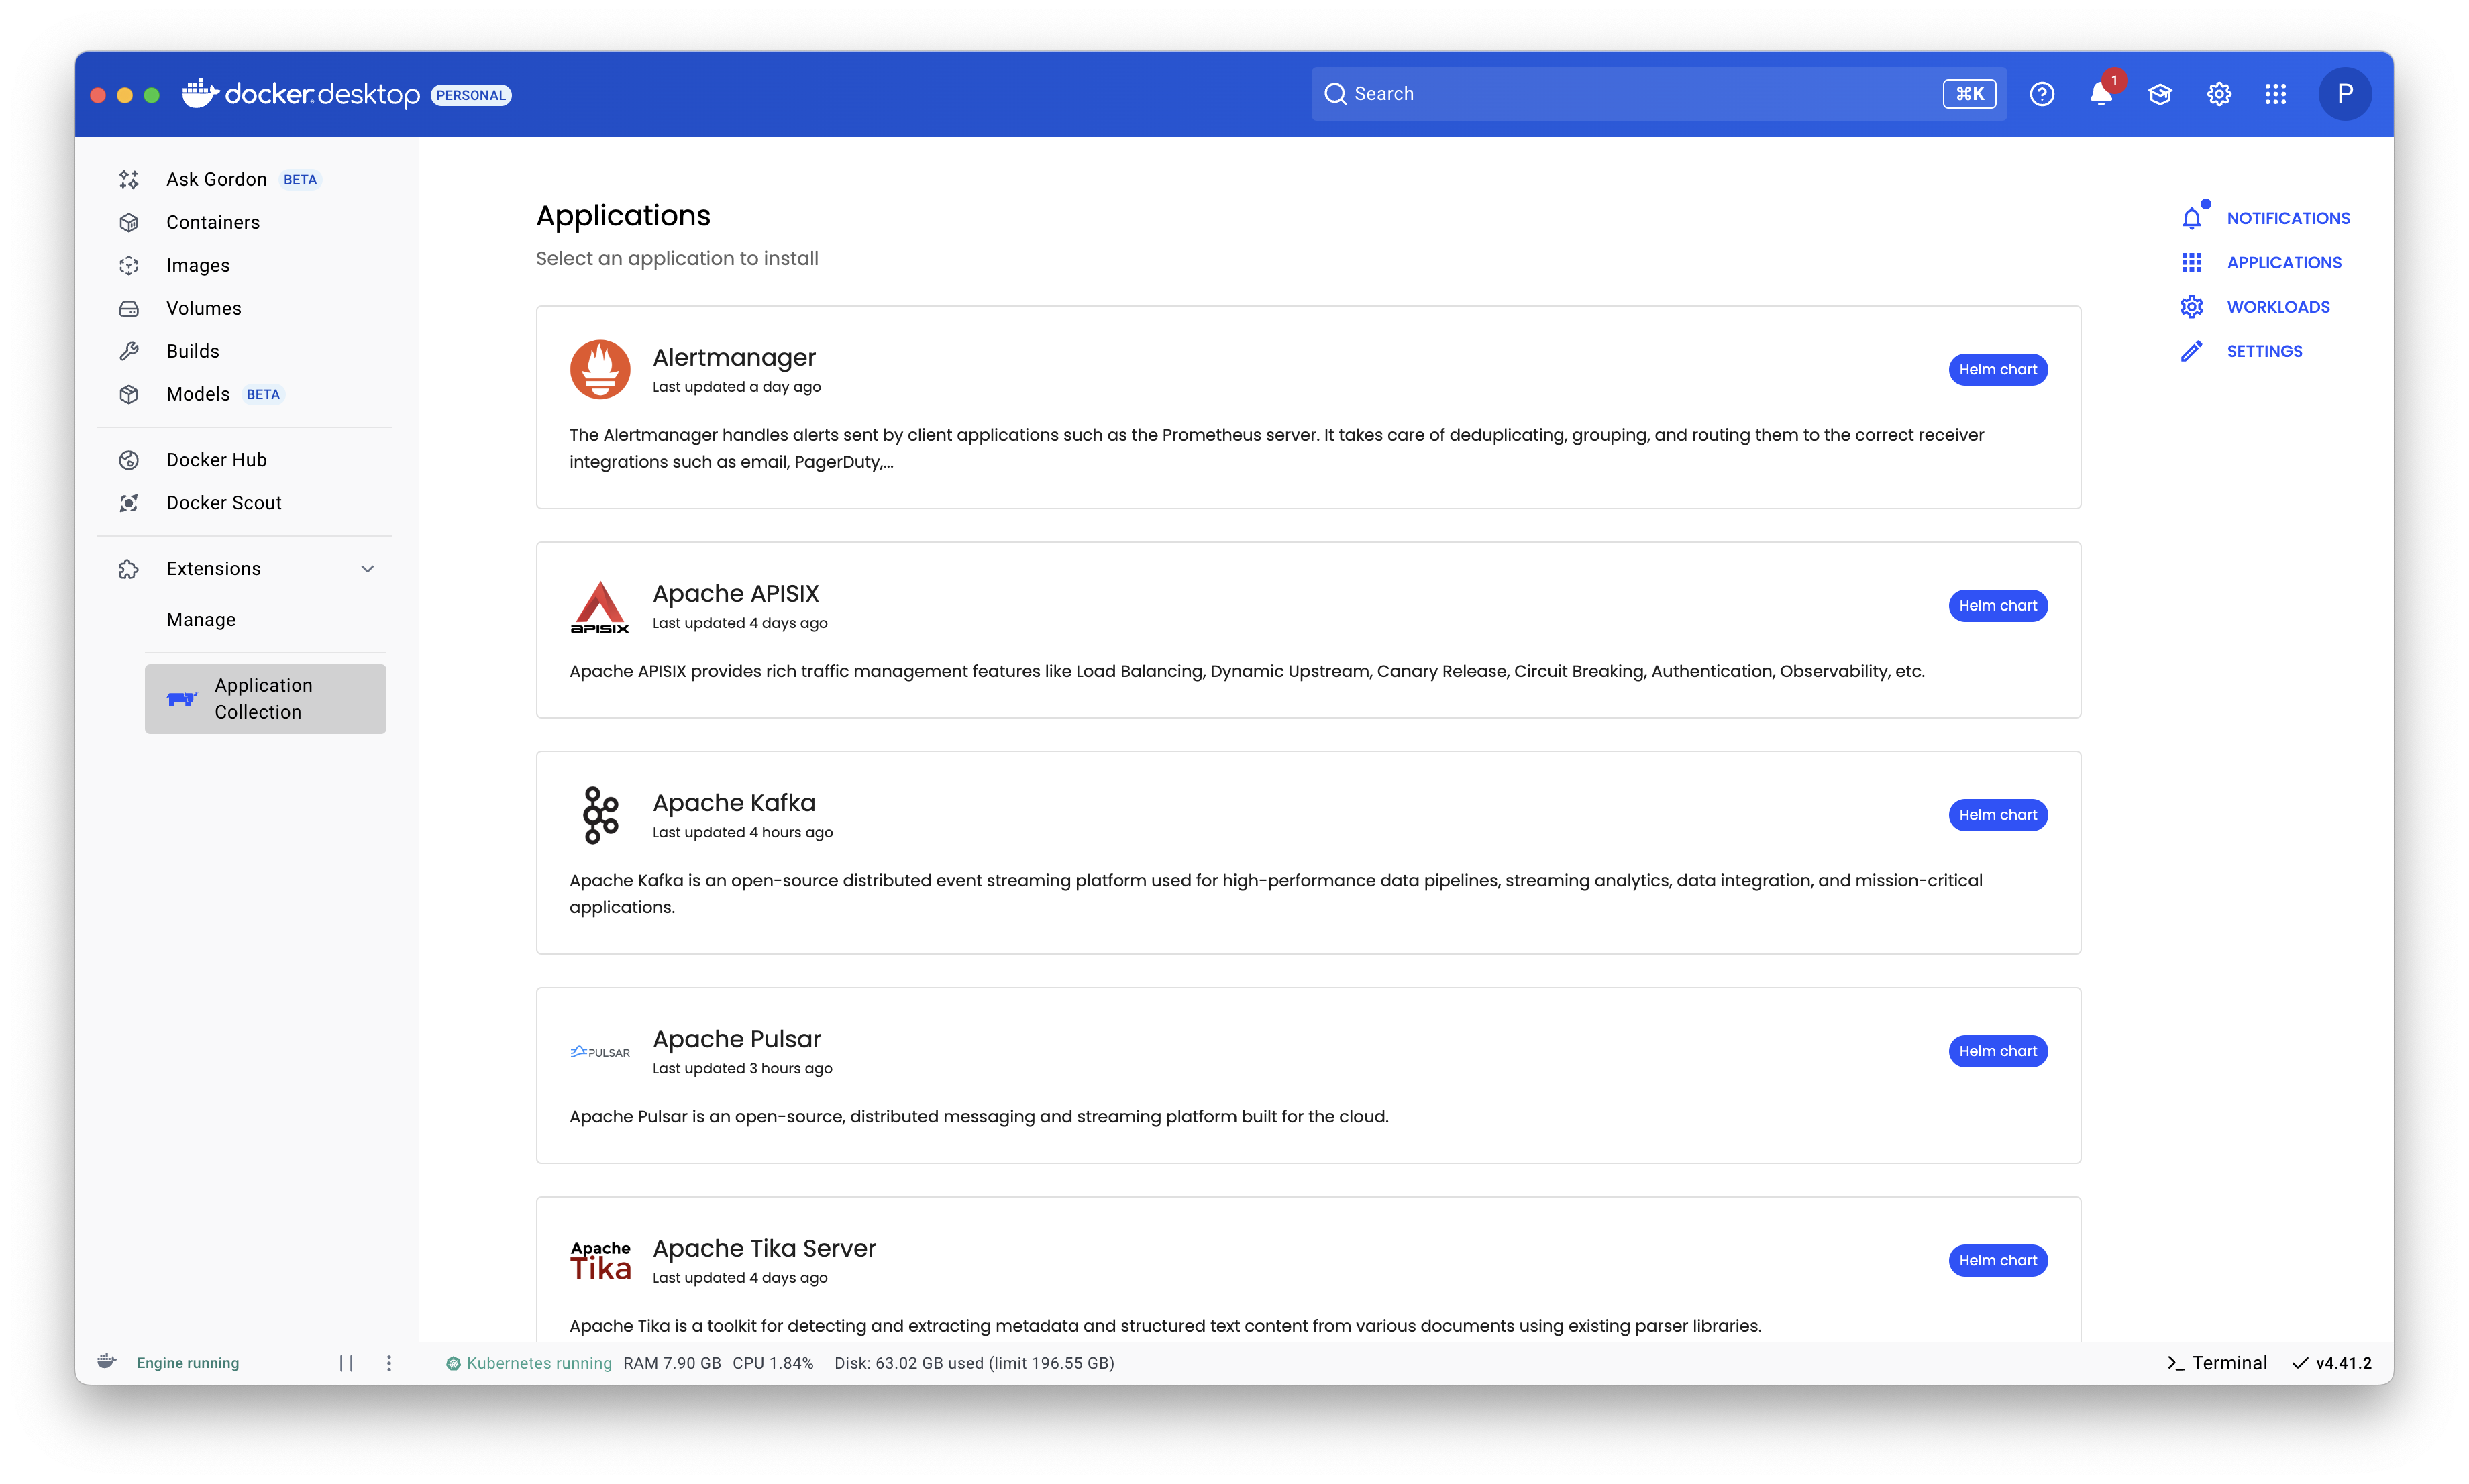 docker.desktop PERSONAL
Search
⌘K
1
P
Ask Gordon BETA
Containers
Images
Volumes
Builds
Models BETA
Docker Hub
Docker Scout
Extensions
Manage
Application
Collection
Applications
Select an application to install
NOTIFICATIONS
APPLICATIONS
WORKLOADS
SETTINGS
Alertmanager
Last updated a day ago
Helm chart
The Alertmanager handles alerts sent by client applications such as the Prometheus server. It takes care of deduplicating, grouping, and routing them to the correct receiver
integrations such as email, PagerDuty,...
APISIX
Apache APISIX
Last updated 4 days ago
Helm chart
Apache APISIX provides rich traffic management features like Load Balancing, Dynamic Upstream, Canary Release, Circuit Breaking, Authentication, Observability, etc.
Apache Kafka
Last updated 4 hours ago
Helm chart
Apache Kafka is an open-source distributed event streaming platform used for high-performance data pipelines, streaming analytics, data integration, and mission-critical
applications.
PULSAR
Apache Pulsar
Last updated 3 hours ago
Helm chart
Apache Pulsar is an open-source, distributed messaging and streaming platform built for the cloud.
Apache
Tika
Apache Tika Server
Last updated 4 days ago
Helm chart
Apache Tika is a toolkit for detecting and extracting metadata and structured text content from various documents using existing parser libraries.
Engine running
Kubernetes running RAM 7.90 GB CPU 1.84% Disk: 63.02 GB used (limit 196.55 GB)
Terminal
v4.41.2